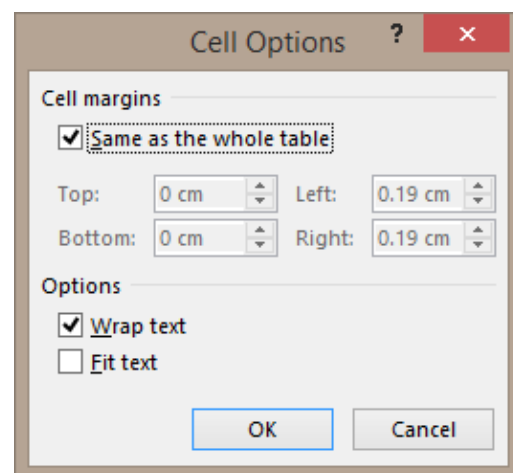 Cell Options ? ×
Cell margins
Same as the whole table
Top: 0 cm Left: 0.19 cm
Bottom: 0 cm Right: 0.19 cm
Options
Wrap text
Fit text
OK Cancel